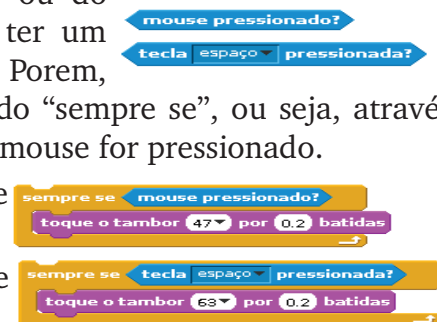 ou do
mouse pressionado?
ter um
tecla espaço pressionada?
Porem,
do “sempre se”, ou seja, atravé
mouse for pressionado.
e
sempre se mouse pressionado?
toque o tambor 47 por 0.2 batidas
e
sempre se tecla espaço pressionada?
toque o tambor 63 por 0.2 batidas